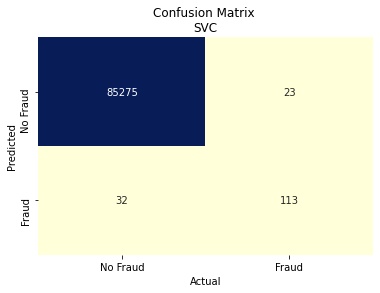 Confusion Matrix
SVC
No Fraud
85275
23
Predicted
Fraud
32
113
No Fraud
Fraud
Actual